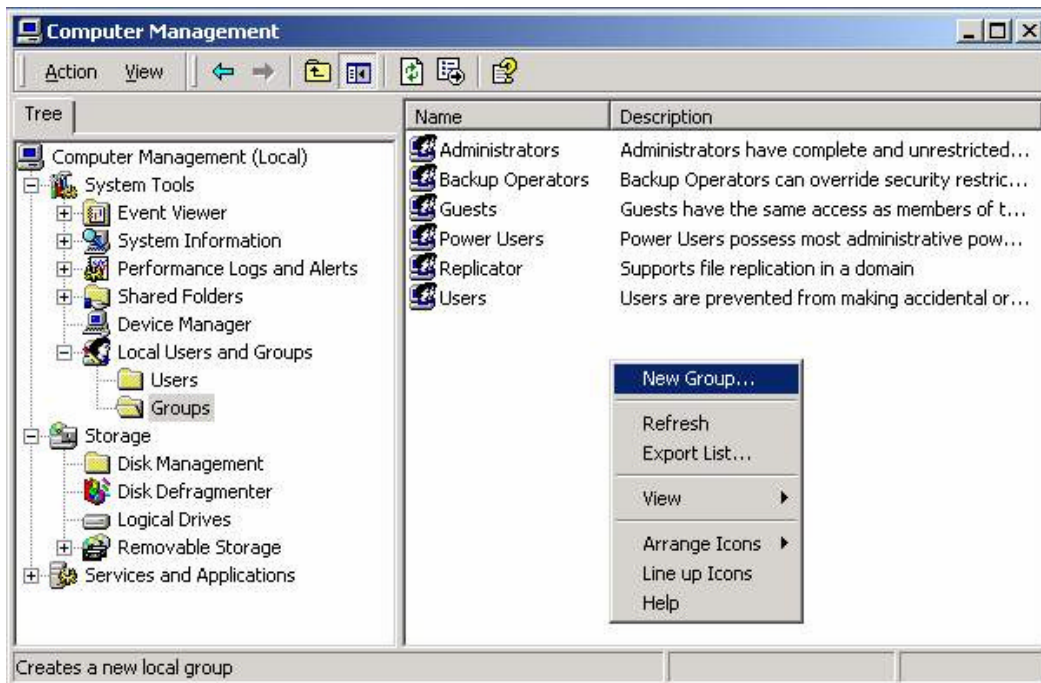 Computer Management
Action View
Tree
Computer Management (Local)
System Tools
Event Viewer
System Information
Performance Logs and Alerts
Shared Folders
Device Manager
Local Users and Groups
Users
Groups
Storage
Disk Management
Disk Defragmenter
Logical Drives
Removable Storage
Services and Applications
Name Description
Administrators Administrators have complete and unrestricted...
Backup Operators Backup Operators can override security restric...
Guests Guests have the same access as members of t...
Power Users Power Users possess most administrative pow...
Replicator Supports file replication in a domain
Users Users are prevented from making accidental or...
New Group...
Refresh
Export List...
View
Arrange Icons
Line up Icons
Help
Creates a new local group